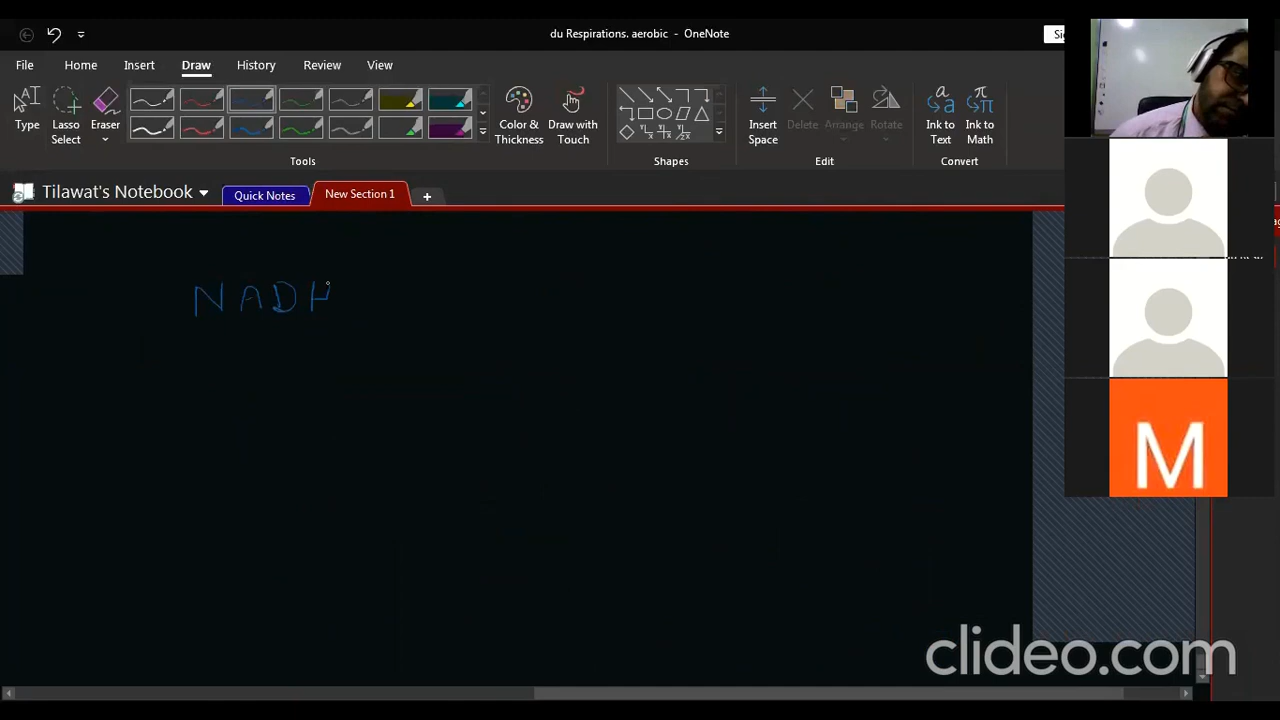 du Respirations. aerobic - OneNote
File Home Insert Draw History Review View
Type
Lasso Select
Eraser
Color & Thickness
Draw with Touch
Insert Space
Delete
Arrange
Rotate
Ink to Text
Ink to Math
Tools
Shapes
Edit
Convert
Tilawat's Notebook
Quick Notes
New Section 1
NADH
M
clideo.com